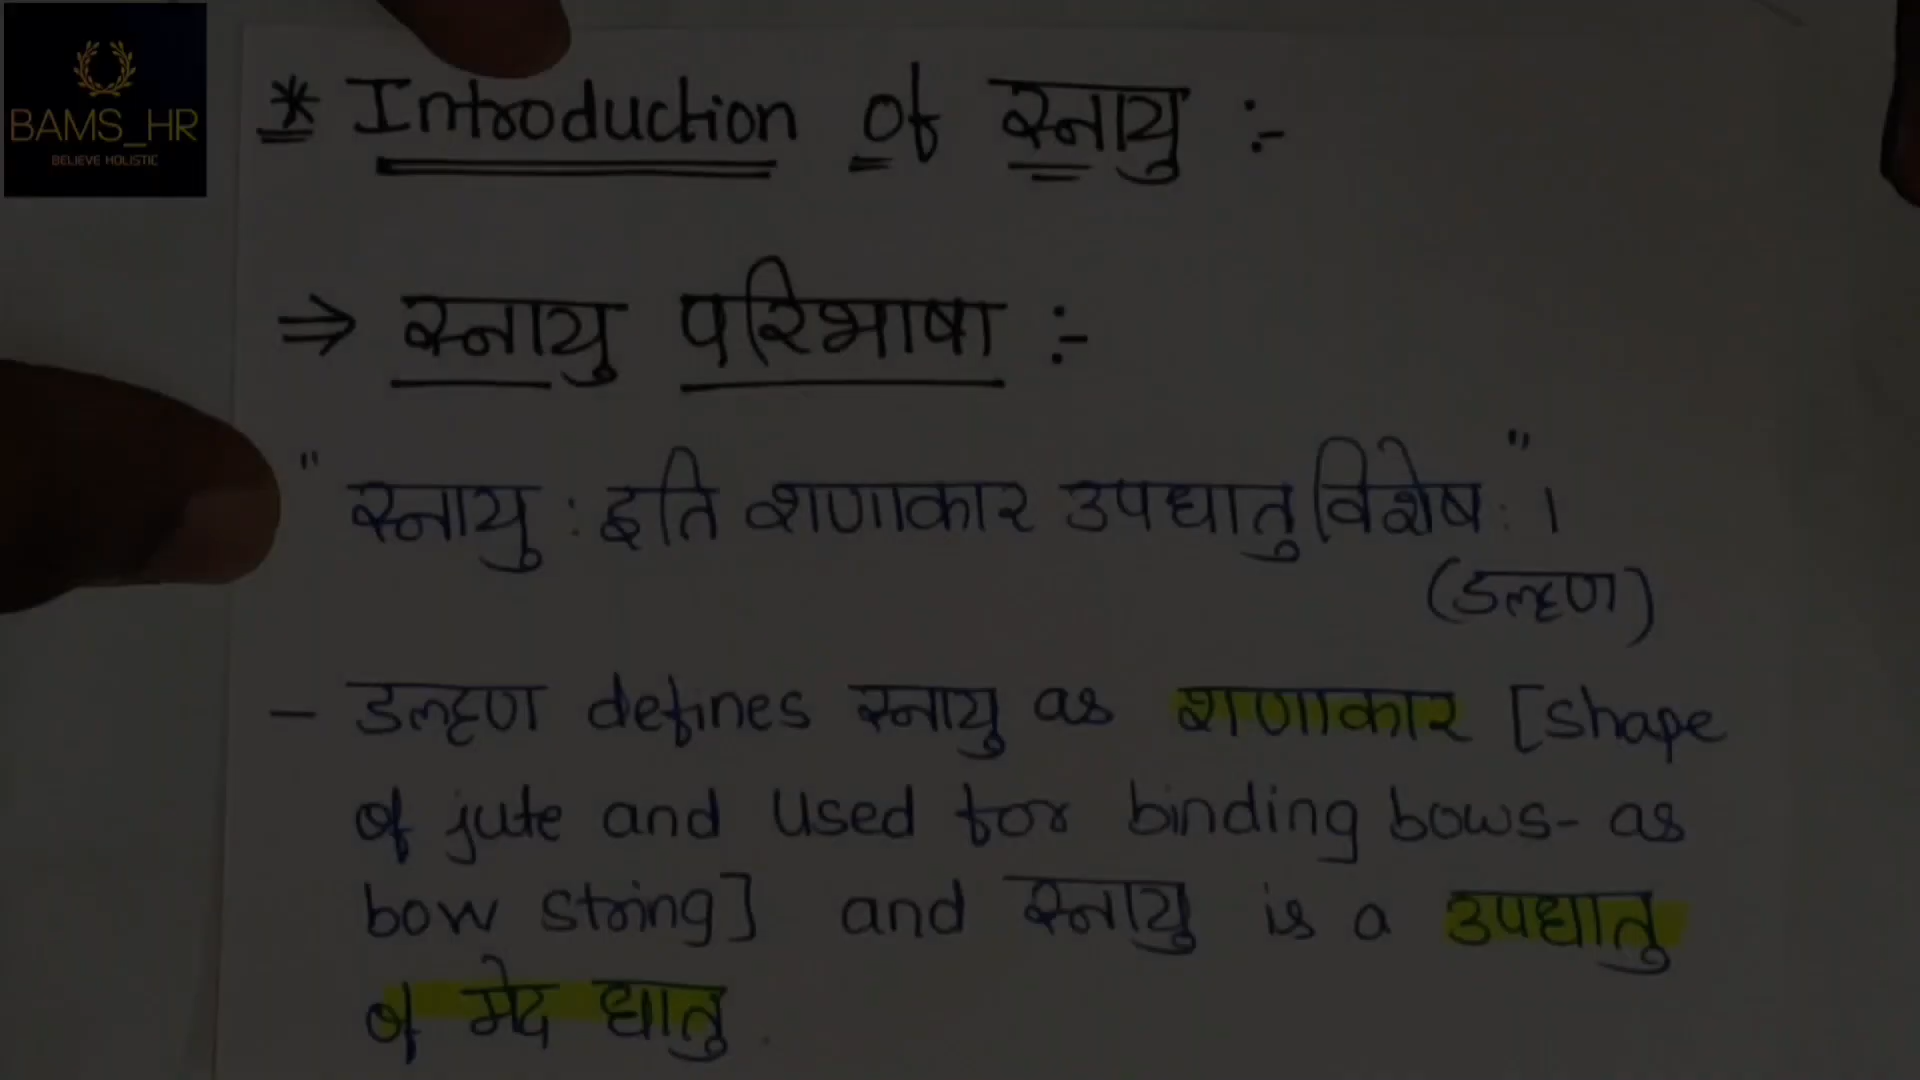 BAMS_HR
BELIEVE HOLISTIC
* Introduction of स्नायु :-
⇒ स्नायु परिभाषा :-
" स्नायु : इति शणाकार उपधातु विशेष : । "
(डल्हण)
- डल्हण defines स्नायु as शणाकार [shape
of jute and used for binding bows- as
bow string] and स्नायु is a उपधातु
of मेद धातु .